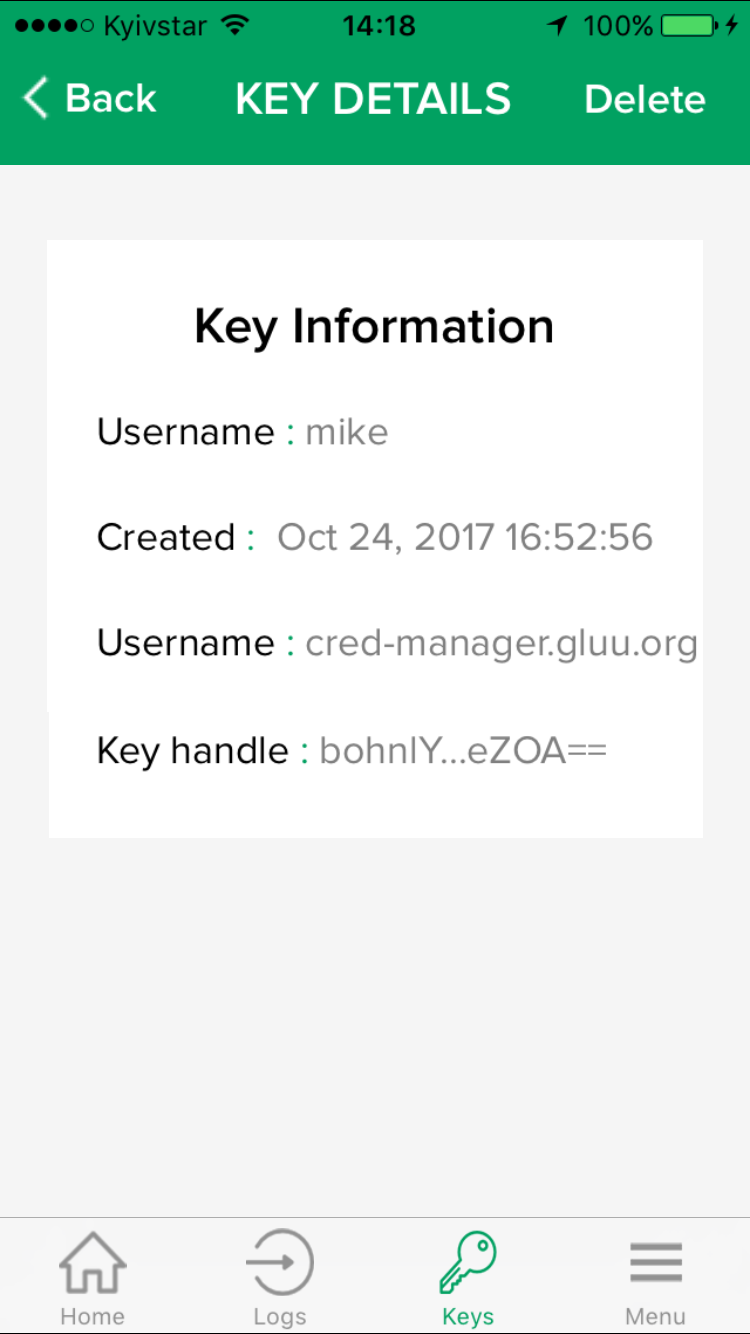 Kyivstar 14:18 100%
Back KEY DETAILS Delete
Key Information
Username : mike
Created : Oct 24, 2017 16:52:56
Username : cred-manager.gluu.org
Key handle : bohnlY...eZOA==
Home Logs Keys Menu